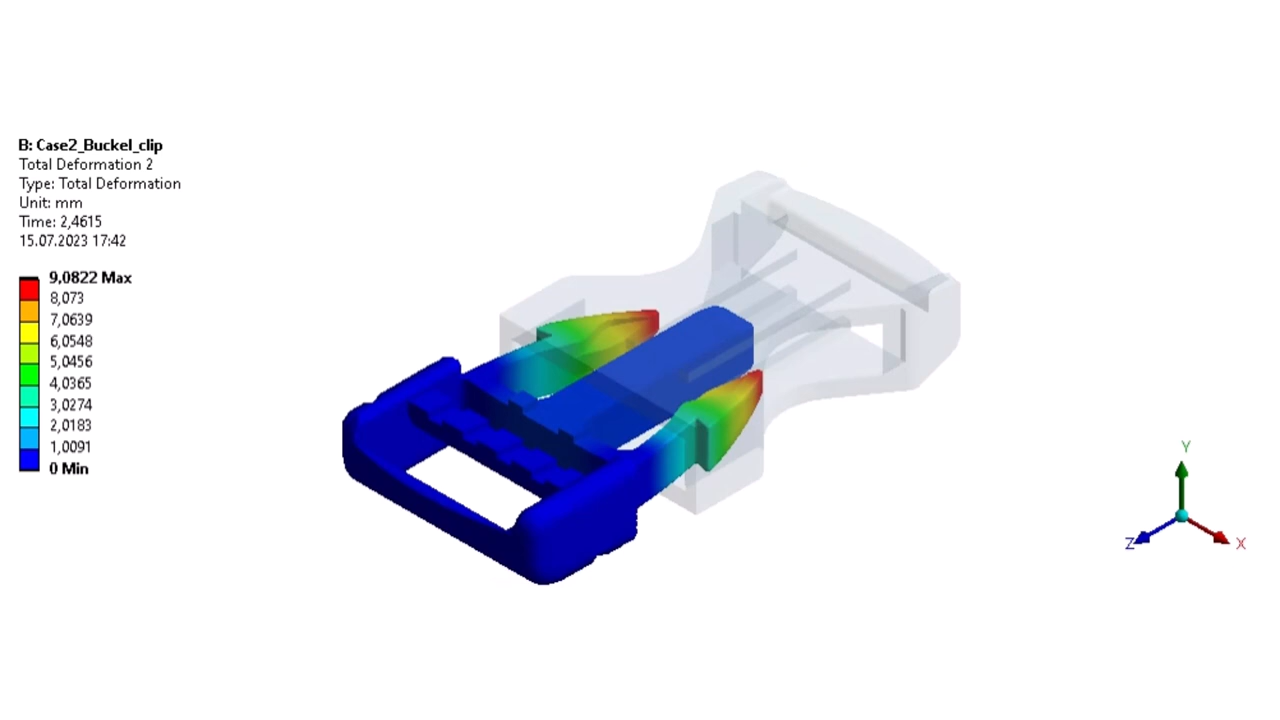 B: Case2_Buckel_clip
Total Deformation 2
Type: Total Deformation
Unit: mm
Time: 2,4615
15.07.2023 17:42
9,0822 Max
8,073
7,0639
6,0548
5,0456
4,0365
3,0274
2,0183
1,0091
0 Min
Y
Z
X